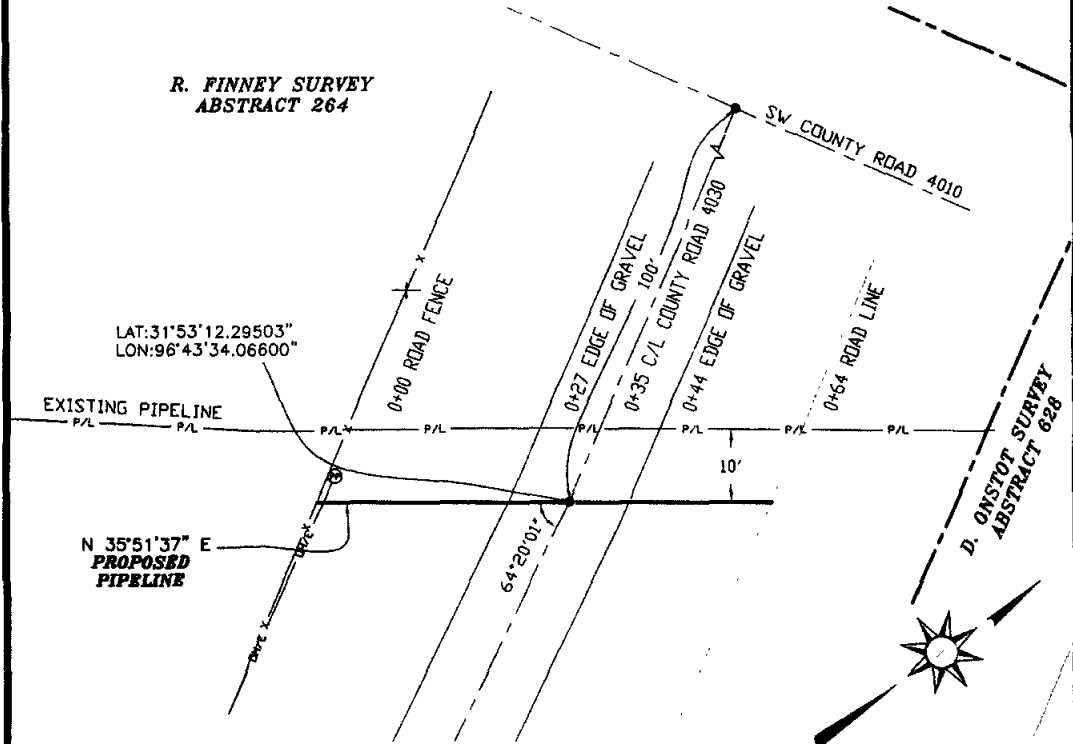 R. FINNEY SURVEY
ABSTRACT 264
SW COUNTY ROAD 4010
LAT:31°53'12.29503"
LON:96°43'34.06600"
0+00 ROAD FENCE
0+27 EDGE OF GRAVEL
100'
0+35 C/L COUNTY ROAD 4030
0+44 EDGE OF GRAVEL
0+64 ROAD LINE
EXISTING PIPELINE
P/L P/L P/L P/L P/L P/L P/L P/L
10'
D. ONSTOT SURVEY
ABSTRACT 628
N 35°51'37" E
PROPOSED
PIPELINE
64°20'01"
OH/E
OH/E